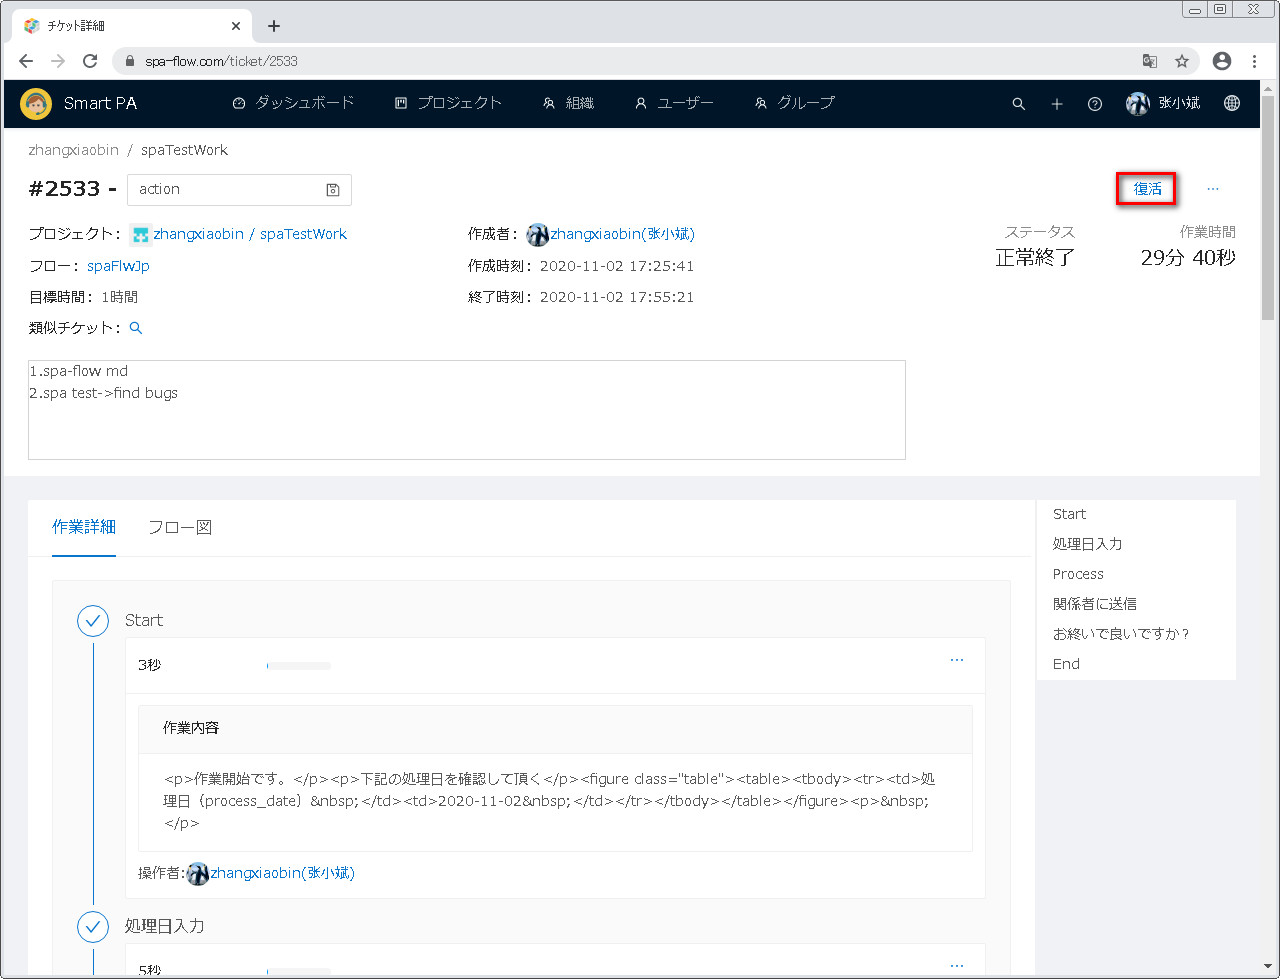 チケット詳細
spa-flow.com/ticket/2533
Smart PA ダッシュボード プロジェクト 組織 ユーザー グループ 张小斌
zhangxiaobin / spaTestWork
#2533 - action 復活 ...
プロジェクト: zhangxiaobin / spaTestWork 作成者: zhangxiaobin(张小斌) ステータス 作業時間
フロー: spaFlwJp 作成時刻: 2020-11-02 17:25:41 正常終了 29分 40秒
目標時間: 1時間 終了時刻: 2020-11-02 17:55:21
類似チケット:
1.spa-flow md
2.spa test->find bugs
作業詳細 フロー図
Start
3秒 ...
作業内容
<p>作業開始です。</p><p>下記の処理日を確認して頂く</p><figure class="table"><table><tbody><tr><td>処
理日（process_date）&nbsp;</td><td>2020-11-02&nbsp;</td></tr></tbody></table></figure><p>&nbsp;
</p>
操作者:zhangxiaobin(张小斌)
処理日入力
5秒 ...
Start
処理日入力
Process
関係者に送信
お終いで良いですか？
End